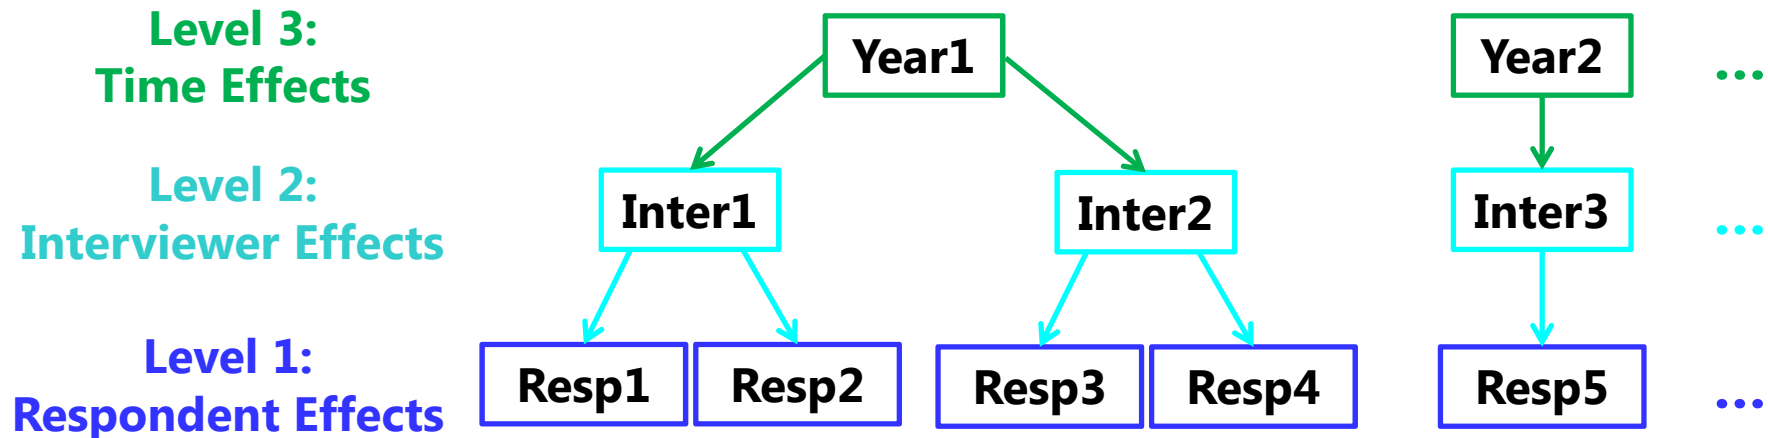 Level 3:
Time Effects
Year1
Year2
...
Level 2:
Interviewer Effects
Inter1
Inter2
Inter3
...
Level 1:
Respondent Effects
Resp1
Resp2
Resp3
Resp4
Resp5
...